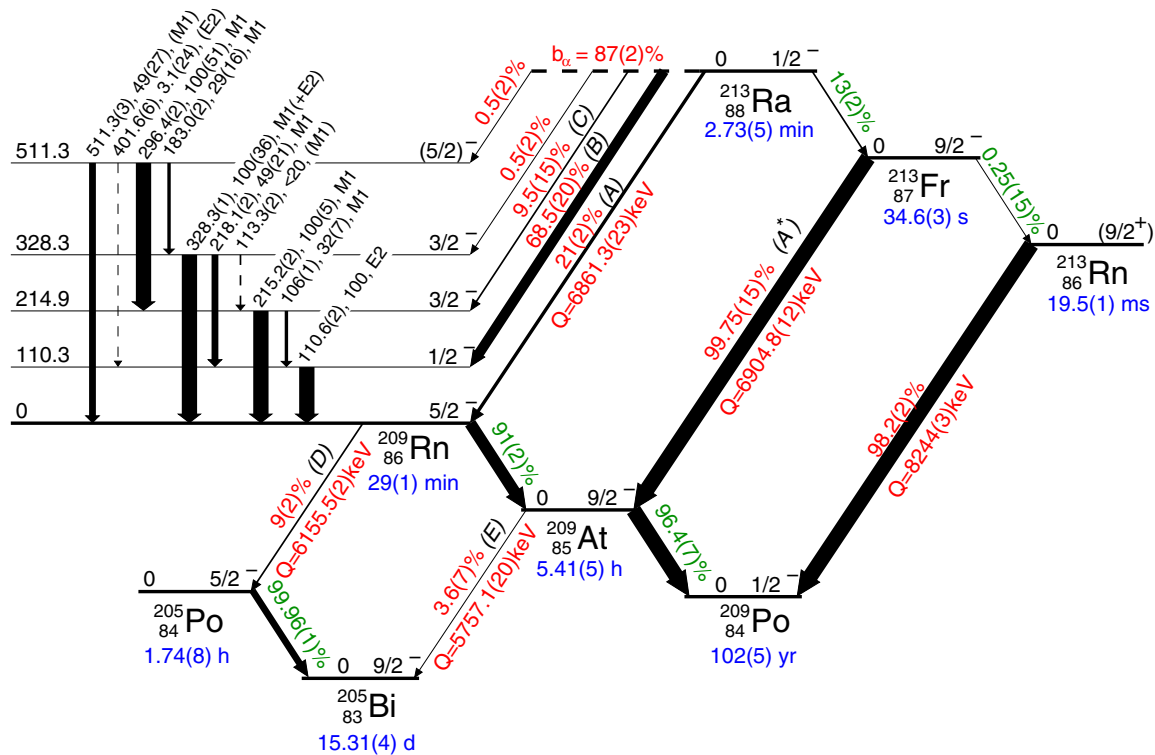 b_α = 87(2)%
0 1/2⁻
²¹³₈₈Ra
2.73(5) min
13(2)%
0 9/2⁻
²¹³₈₇Fr
34.6(3) s
0.25(15)%
0 (9/2⁺)
²¹³₈₆Rn
19.5(1) ms
511.3(3), 49(27), (M1)
401.6(6), 3.1(24), (E2)
296.4(2), 100(51), M1
183.0(2), 29(16), M1
328.3(1), 100(36), M1(+E2)
218.1(2), 49(21), M1
113.3(2), <20, (M1)
215.2(2), 100(5), M1
106(1), 32(7), M1
110.6(2), 100, E2
0.5(2)%
0.5(2)%
9.5(15)% (C)
68.5(20)% (B)
21(2)% (A)
Q=6861.3(23)keV
511.3 (5/2)⁻
328.3 3/2⁻
214.9 3/2⁻
110.3 1/2⁻
0 5/2⁻
²⁰⁹₈₆Rn
29(1) min
99.75(15)% (A*)
Q=6904.8(12)keV
98.2(2)%
Q=8244(3)keV
91(2)%
0 9/2⁻
²⁰⁹₈₅At
5.41(5) h
96.4(7)%
0 1/2⁻
²⁰⁹₈₄Po
102(5) yr
9(2)% (D)
Q=6155.5(2)keV
3.6(7)% (E)
Q=5757.1(20)keV
0 5/2⁻
²⁰⁵₈₄Po
1.74(8) h
99.96(1)%
0 9/2⁻
²⁰⁵₈₃Bi
15.31(4) d